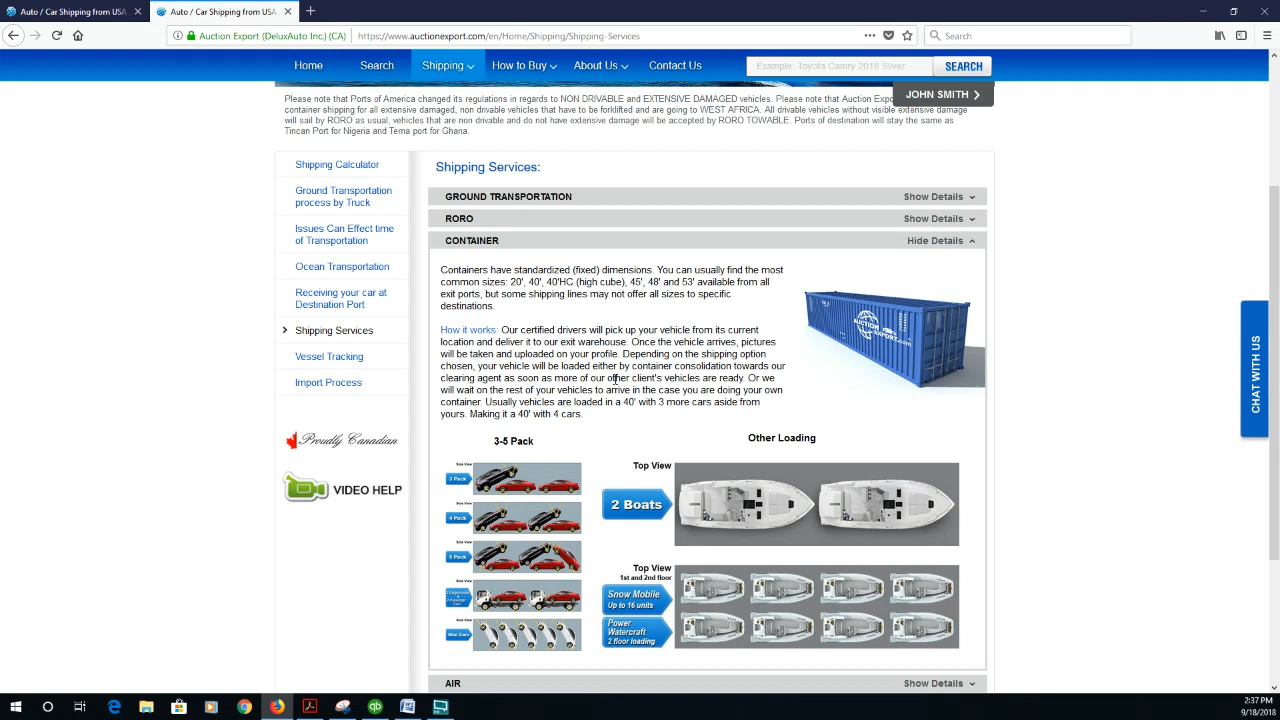 Auto / Car Shipping from USA
Auto / Car Shipping from USA
Auction Export (DeluxAuto Inc.) (CA)
https://www.auctionexport.com/en/Home/Shipping/Shipping-Services
Search
Home
Search
Shipping
How to Buy
About Us
Contact Us
Example: Toyota Camry 2018 Silver
SEARCH
JOHN SMITH
Please note that Ports of America changed its regulations in regards to NON DRIVABLE and EXTENSIVE DAMAGED vehicles. Please note that Auction
container shipping for all extensive damaged, non drivable vehicles that have to be forklifted and are going to WEST AFRICA. All drivable vehicles without visible extensive damage
will sail by RORO as usual, vehicles that are non drivable and do not have extensive damage will be accepted by RORO TOWABLE. Ports of destination will stay the same as
Tincan Port for Nigeria and Tema port for Ghana.
Shipping Calculator
Ground Transportation
process by Truck
Issues Can Effect time
of Transportation
Ocean Transportation
Receiving your car at
Destination Port
Shipping Services
Vessel Tracking
Import Process
Proudly Canadian
VIDEO HELP
Shipping Services:
GROUND TRANSPORTATION
Show Details
RORO
Show Details
CONTAINER
Hide Details
Containers have standardized (fixed) dimensions. You can usually find the most
common sizes: 20', 40', 40'HC (high cube), 45', 48' and 53' available from all
exit ports, but some shipping lines may not offer all sizes to specific
destinations.
How it works: Our certified drivers will pick up your vehicle from its current
location and deliver it to our exit warehouse. Once the vehicle arrives, pictures
will be taken and uploaded on your profile. Depending on the shipping option
chosen, your vehicle will be loaded either by container consolidation towards our
clearing agent as soon as more of our other client's vehicles are ready. Or we
will wait on the rest of your vehicles to arrive in the case you are doing your own
container. Usually vehicles are loaded in a 40' with 3 more cars aside from
yours. Making it a 40' with 4 cars.
AUCTION
EXPORT.com
3-5 Pack
Side View
3 Pack
Side View
4 Pack
Side View
5 Pack
Side View
Side View
Other Loading
Top View
2 Boats
Top View
1st and 2nd floor
Snow Mobile
Up to 16 units
Power
Watercraft
2 floor loading
AIR
Show Details
CHAT WITH US
2:37 PM
9/18/2018